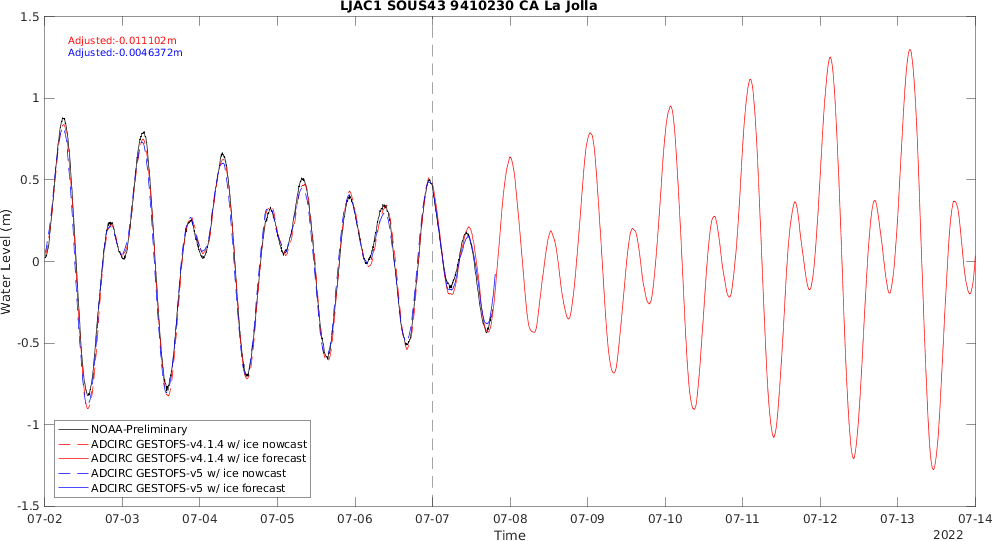 LJAC1 SOUS43 9410230 CA La Jolla
Adjusted:-0.011102m
Adjusted:-0.0046372m
1.5
1
0.5
0
-0.5
-1
-1.5
Water Level (m)
NOAA-Preliminary
ADCIRC GESTOFS-v4.1.4 w/ ice nowcast
ADCIRC GESTOFS-v4.1.4 w/ ice forecast
ADCIRC GESTOFS-v5 w/ ice nowcast
ADCIRC GESTOFS-v5 w/ ice forecast
07-02 07-03 07-04 07-05 07-06 07-07 07-08 07-09 07-10 07-11 07-12 07-13 07-14
Time
2022